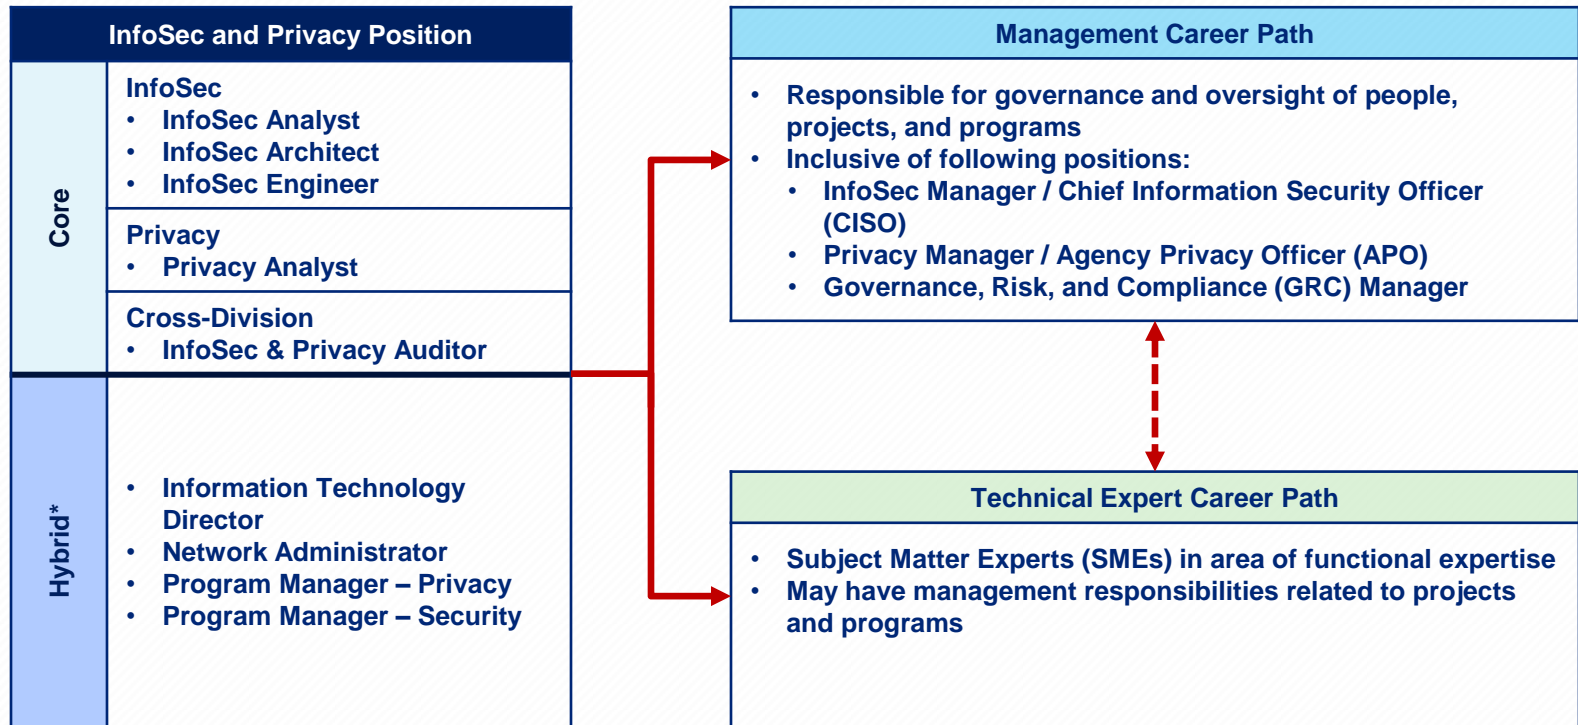 InfoSec and Privacy Position
Core
InfoSec
• InfoSec Analyst
• InfoSec Architect
• InfoSec Engineer
Privacy
• Privacy Analyst
Cross-Division
• InfoSec & Privacy Auditor
Hybrid*
• Information Technology
Director
• Network Administrator
• Program Manager – Privacy
• Program Manager – Security
Management Career Path
• Responsible for governance and oversight of people,
projects, and programs
• Inclusive of following positions:
• InfoSec Manager / Chief Information Security Officer
(CISO)
• Privacy Manager / Agency Privacy Officer (APO)
• Governance, Risk, and Compliance (GRC) Manager
Technical Expert Career Path
• Subject Matter Experts (SMEs) in area of functional expertise
• May have management responsibilities related to projects
and programs